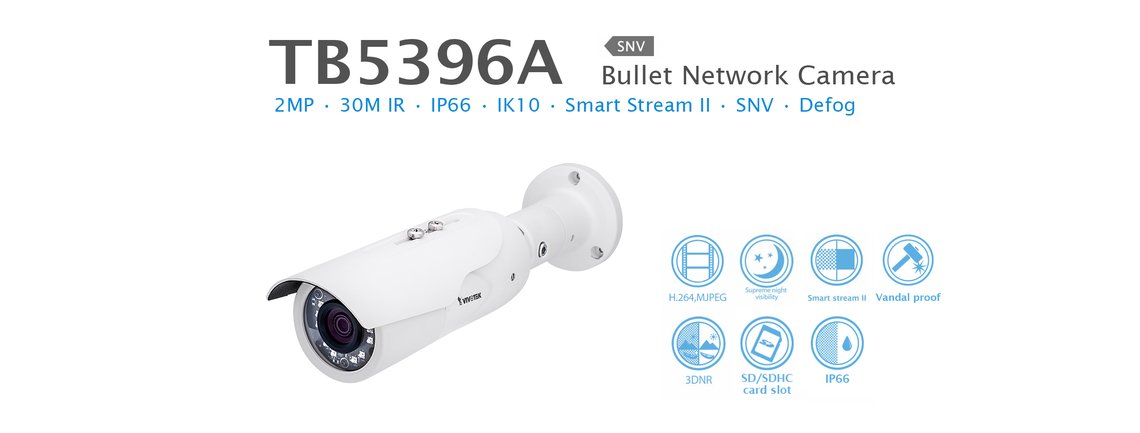 TB5396A
SNV
Bullet Network Camera
2MP · 30M IR · IP66 · IK10 · Smart Stream II · SNV · Defog
VIVOTEK
H.264,MJPEG
Supreme night
visibility
Smart stream II
Vandal proof
3DNR
SD/SDHC
card slot
IP66